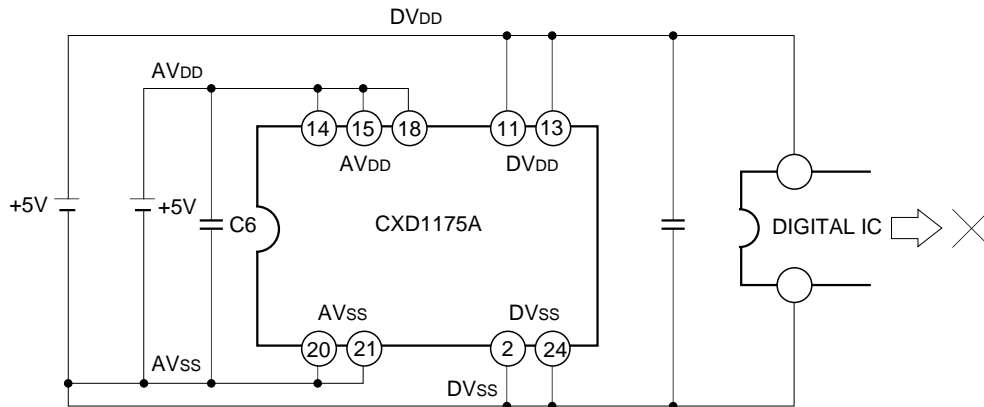 DVDD
AVDD
14 15 18 11 13
AVDD DVDD
+5V +5V C6 CXD1175A DIGITAL IC
AVSS DVSS
20 21 2 24
AVSS
DVSS